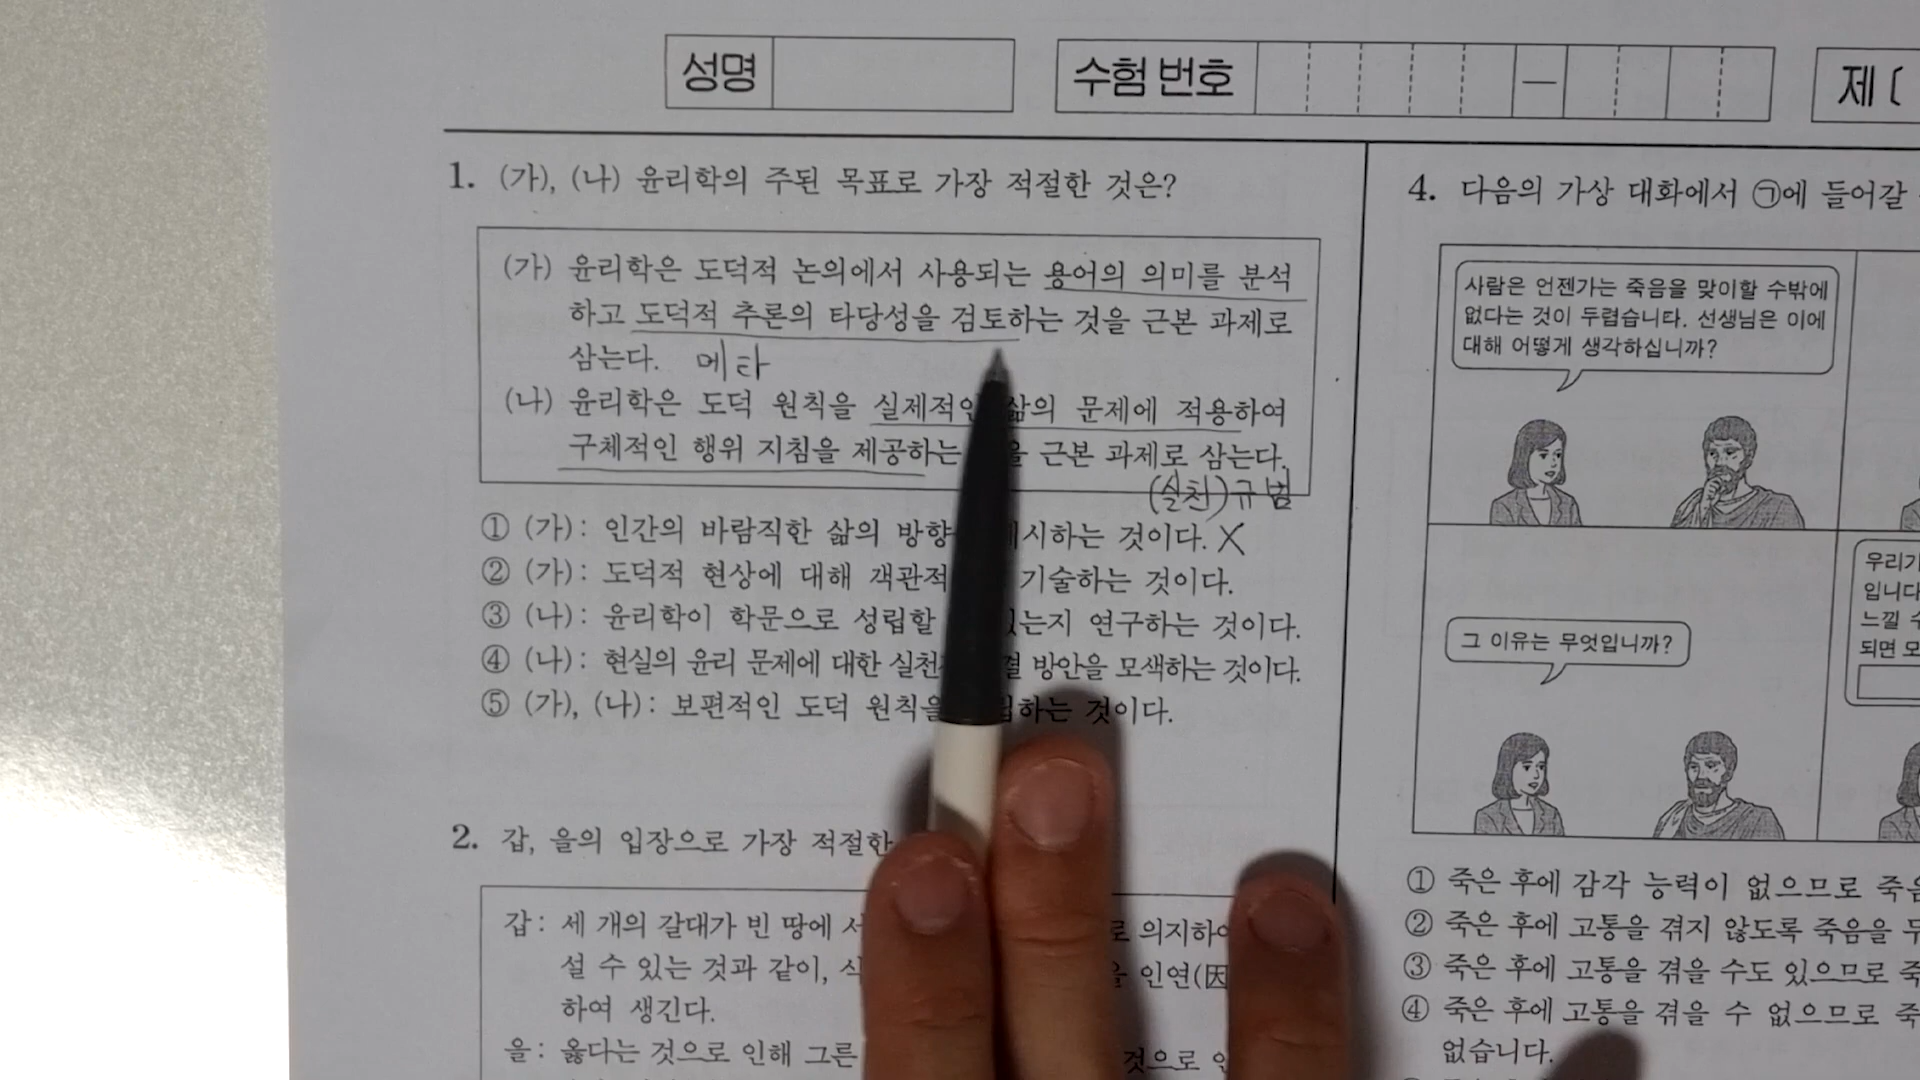 성명
수험 번호
제 (
1. (가), (나) 윤리학의 주된 목표로 가장 적절한 것은?
(가) 윤리학은 도덕적 논의에서 사용되는 용어의 의미를 분석
하고 도덕적 추론의 타당성을 검토하는 것을 근본 과제로
삼는다. 메타
(나) 윤리학은 도덕 원칙을 실제적인 삶의 문제에 적용하여
구체적인 행위 지침을 제공하는 근본 과제로 삼는다.
(실천)규범
① (가): 인간의 바람직한 삶의 방향 것이다. X
② (가): 도덕적 현상에 대해 객관적 기술하는 것이다.
③ (나): 윤리학이 학문으로 성립할 있는지 연구하는 것이다.
④ (나): 현실의 윤리 문제에 대한 실천 방안을 모색하는 것이다.
⑤ (가), (나): 보편적인 도덕 원칙을 것이다.
2. 갑, 을의 입장으로 가장 적절한
갑: 세 개의 갈대가 빈 땅에 서 의지하여
설 수 있는 것과 같이, 인연(因
하여 생긴다.
을: 옳다는 것으로 인해 그른 것으로
4. 다음의 가상 대화에서 ㉠에 들어갈
사람은 언젠가는 죽음을 맞이할 수밖에
없다는 것이 두렵습니다. 선생님은 이에
대해 어떻게 생각하십니까?
그 이유는 무엇입니까?
우리가
입니다
느낄 수
되면 모
① 죽은 후에 감각 능력이 없으므로 죽음
② 죽은 후에 고통을 겪지 않도록 죽음을
③ 죽은 후에 고통을 겪을 수도 있으므로
④ 죽은 후에 고통을 겪을 수 없으므로
없습니다.